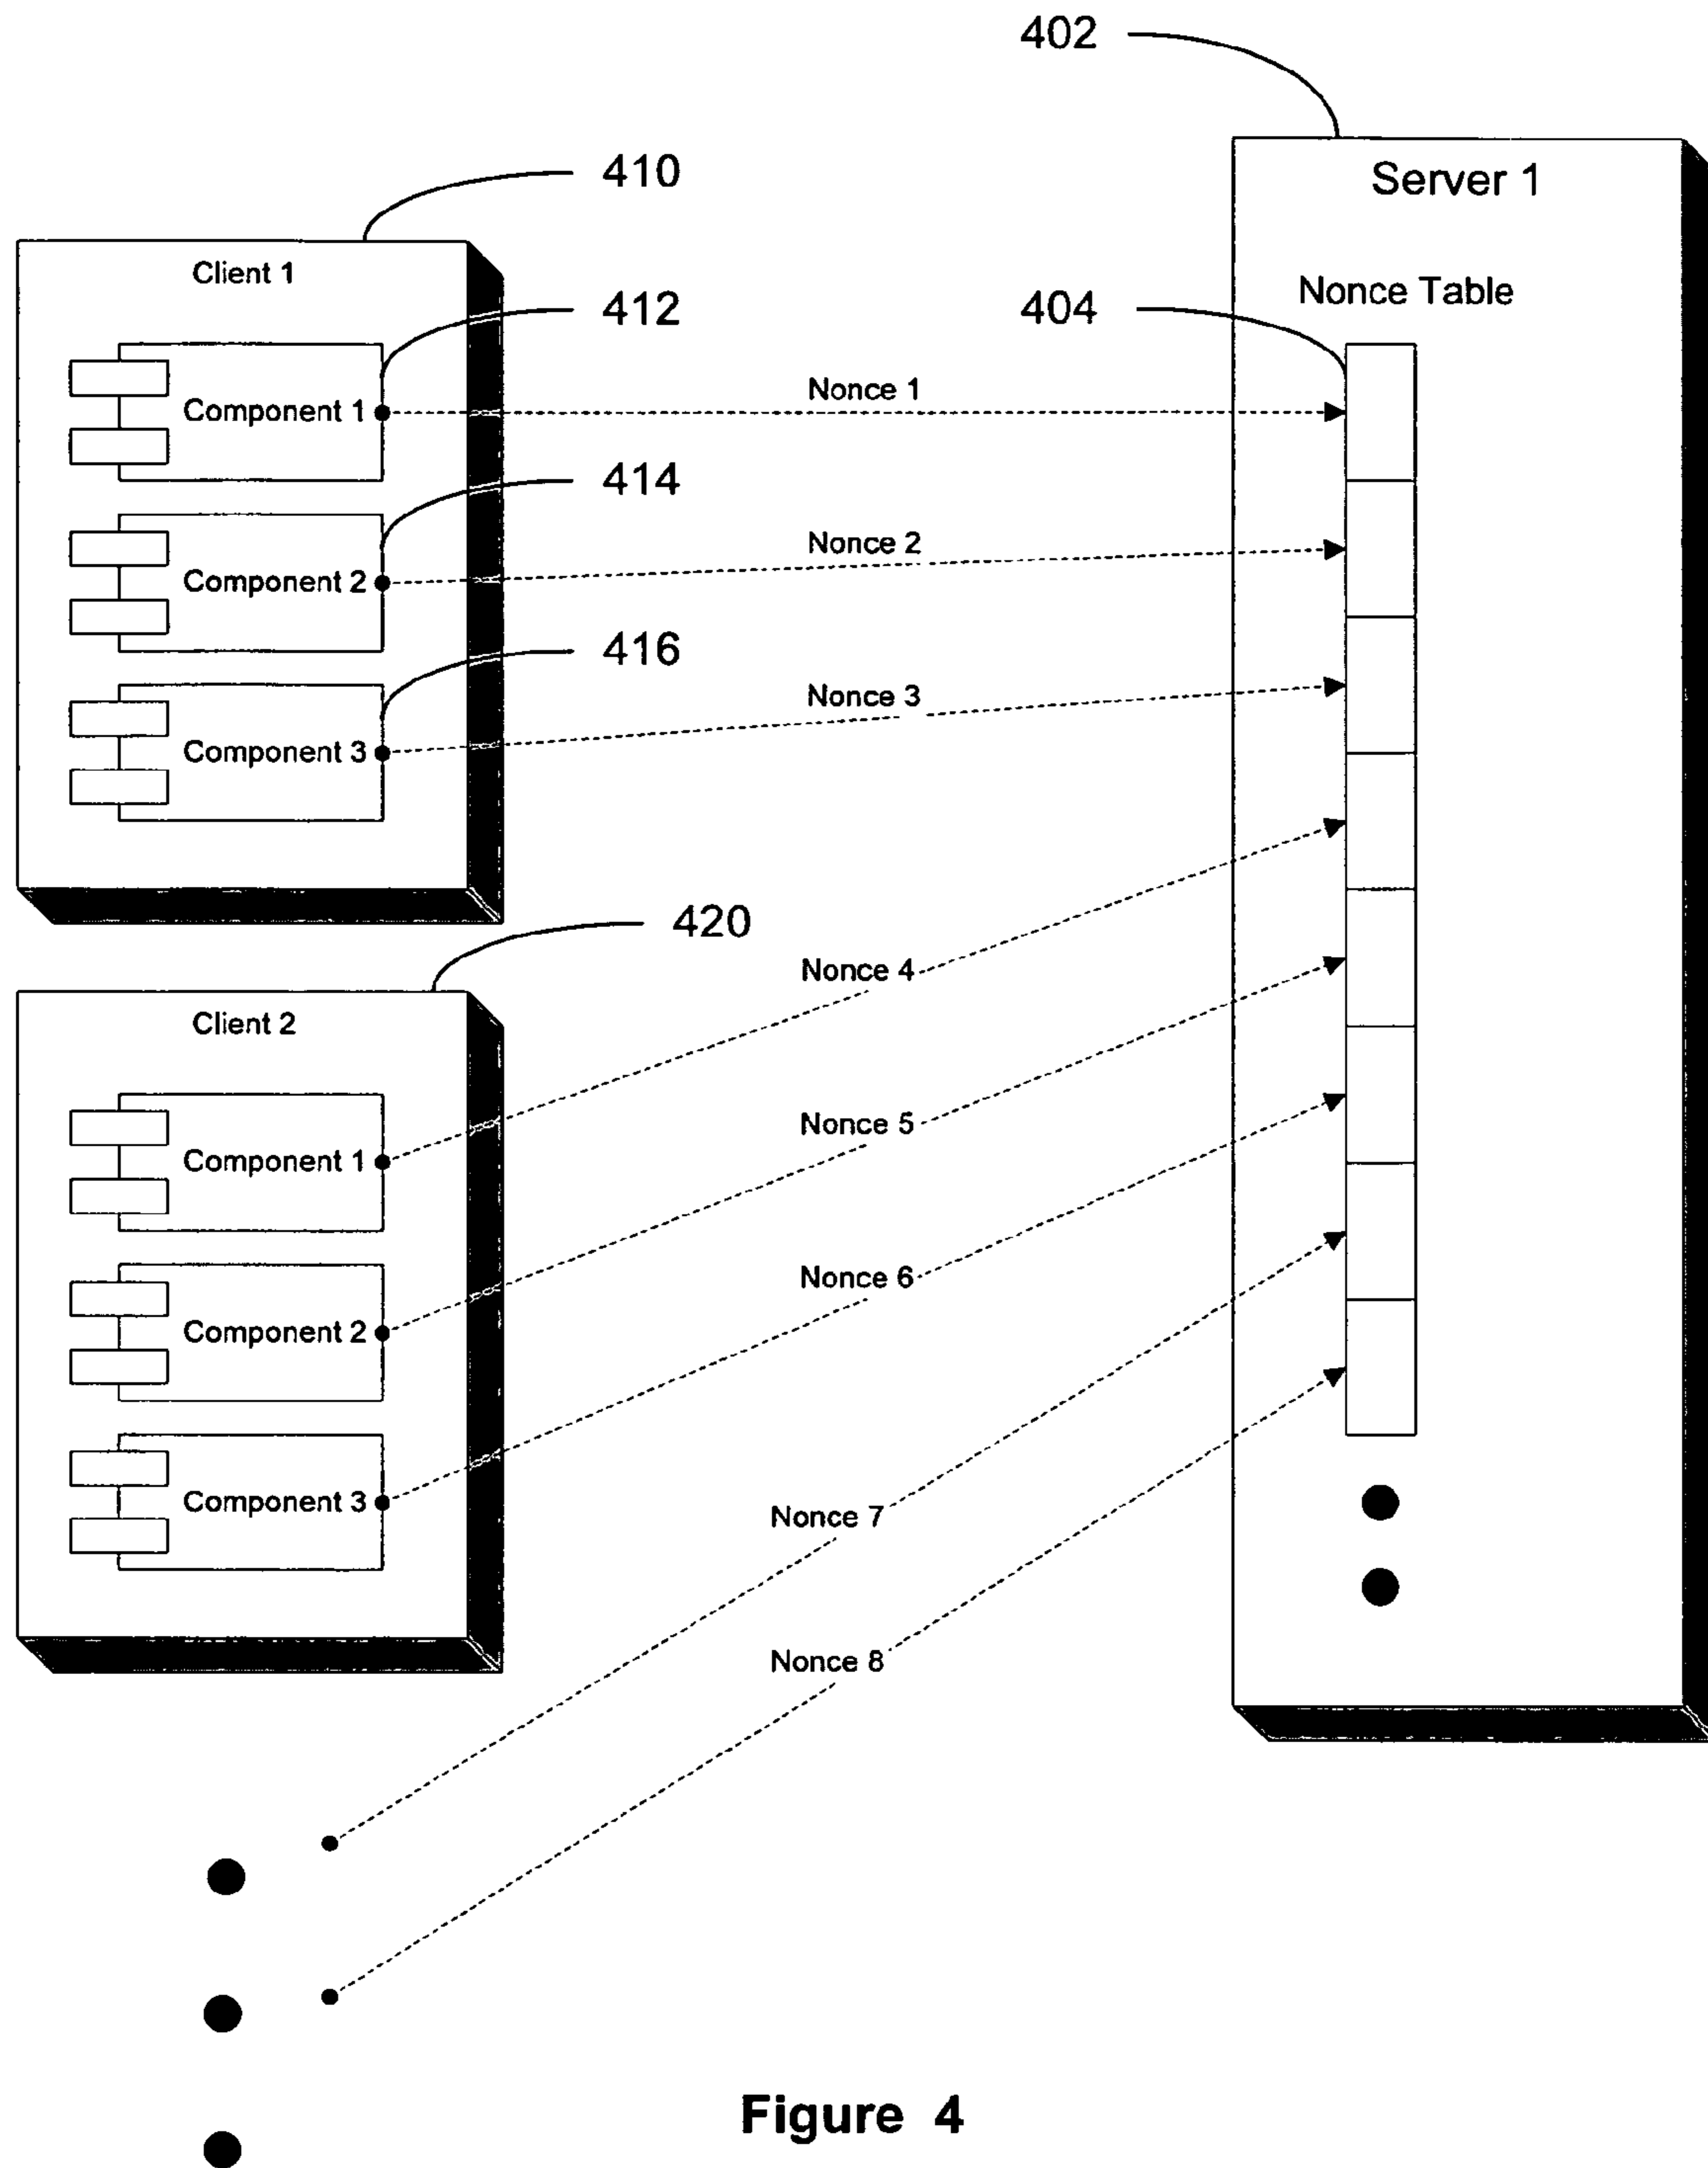 402
Server 1
410
Client 1
Nonce Table
412
404
Component 1
Nonce 1
414
Component 2
Nonce 2
416
Component 3
Nonce 3
420
Client 2
Nonce 4
Component 1
Nonce 5
Component 2
Nonce 6
Component 3
Nonce 7
Nonce 8
Figure 4